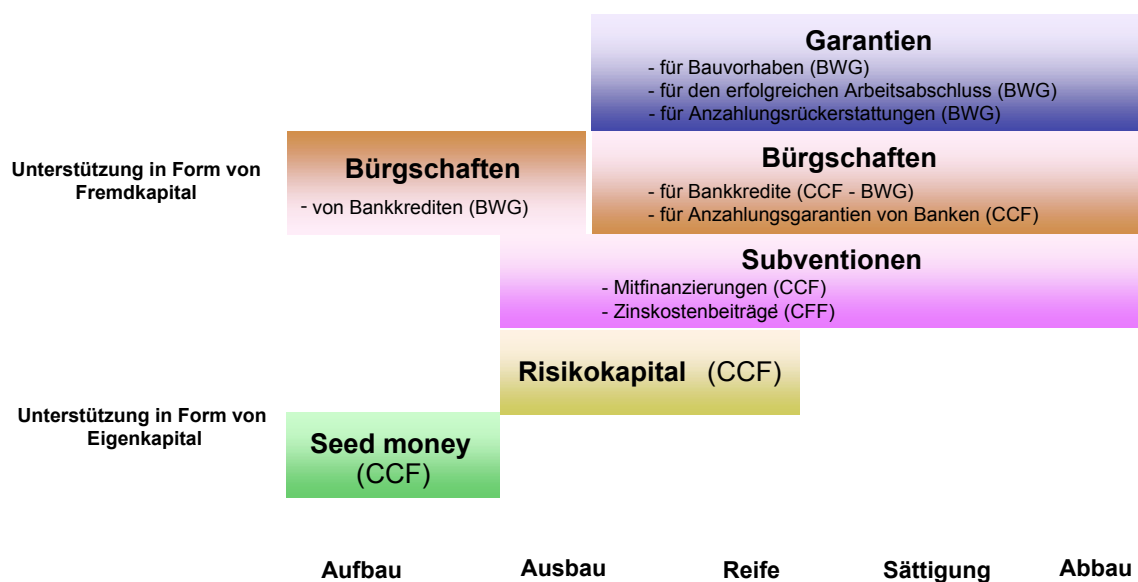 Garantien
- für Bauvorhaben (BWG)
- für den erfolgreichen Arbeitsabschluss (BWG)
- für Anzahlungsrückerstattungen (BWG)
Unterstützung in Form von
Fremdkapital
Bürgschaften
- von Bankkrediten (BWG)
Bürgschaften
- für Bankkredite (CCF - BWG)
- für Anzahlungsgarantien von Banken (CCF)
Subventionen
- Mitfinanzierungen (CCF)
- Zinskostenbeiträge (CFF)
Risikokapital (CCF)
Unterstützung in Form von
Eigenkapital
Seed money
(CCF)
Aufbau Ausbau Reife Sättigung Abbau